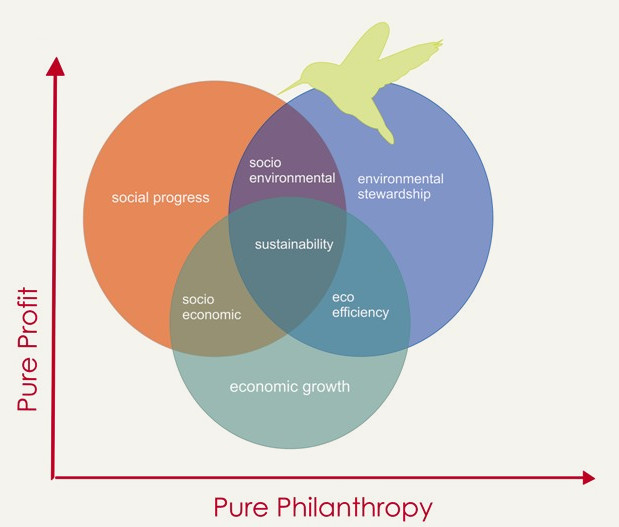 socio
environmental
environmental
stewardship
social progress
sustainability
socio
economic
eco
efficiency
economic growth
Pure Profit
Pure Philanthropy